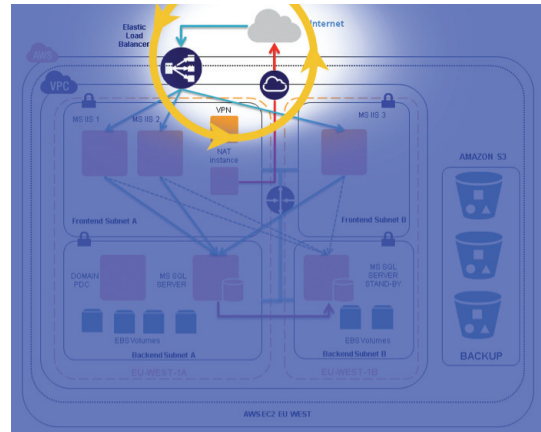 Elastic
Load
Balancer
Internet
AWS
VPC
MS IIS 1
MS IIS 2
VPN
MS IIS 3
NAT
instance
AMAZON S3
Frontend Subnet A
Frontend Subnet B
DOMAIN
PDC
MS SQL
SERVER
MS SQL
SERVER
STAND-BY
EBS Volumes
EBS Volumes
Backend Subnet A
Backend Subnet B
BACKUP
EU-WEST-1A
EU-WEST-1B
AWS EC2 EU WEST